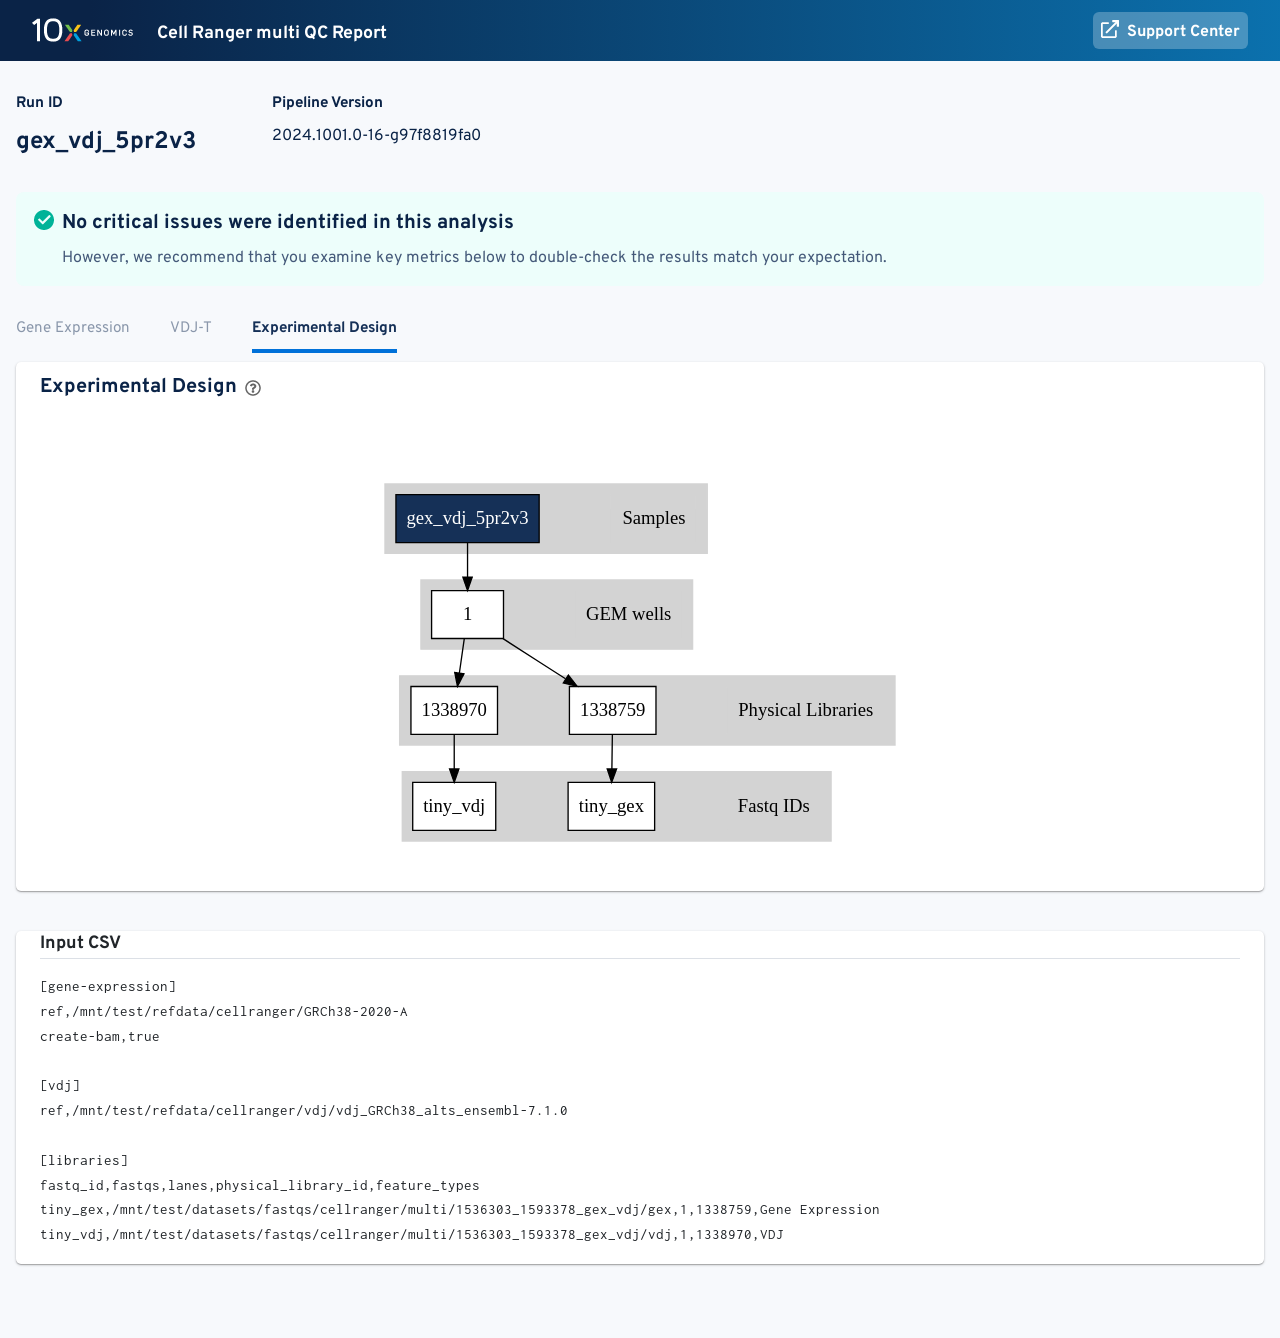 10x GENOMICS Cell Ranger multi QC Report Support Center
Run ID Pipeline Version
gex_vdj_5pr2v3 2024.1001.0-16-g97f8819fa0
No critical issues were identified in this analysis
However, we recommend that you examine key metrics below to double-check the results match your expectation.
Gene Expression VDJ-T Experimental Design
Experimental Design ?
gex_vdj_5pr2v3 Samples
1 GEM wells
1338970 1338759 Physical Libraries
tiny_vdj tiny_gex Fastq IDs
Input CSV
[gene-expression]
ref,/mnt/test/refdata/cellranger/GRCh38-2020-A
create-bam,true
[vdj]
ref,/mnt/test/refdata/cellranger/vdj/vdj_GRCh38_alts_ensembl-7.1.0
[libraries]
fastq_id,fastqs,lanes,physical_library_id,feature_types
tiny_gex,/mnt/test/datasets/fastqs/cellranger/multi/1536303_1593378_gex_vdj/gex,1,1338759,Gene Expression
tiny_vdj,/mnt/test/datasets/fastqs/cellranger/multi/1536303_1593378_gex_vdj/vdj,1,1338970,VDJ